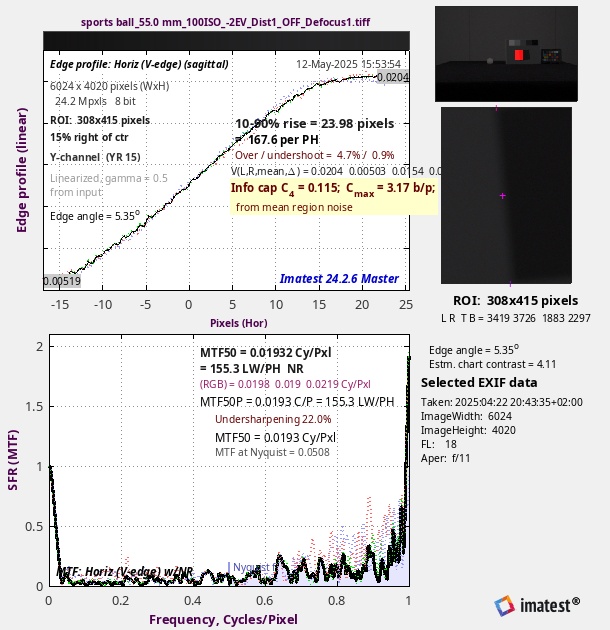 sports ball_55.0 mm_100ISO_-2EV_Dist1_OFF_Defocus1.tiff
Edge profile: Horiz (V-edge) (sagittal)
12-May-2025 15:53:54
0.0204
6024 x 4020 pixels (WxH)
24.2 Mpxls 8 bit
ROI: 308x415 pixels
15% right of ctr
Y-channel (YR 15)
Linearized, gamma = 0.5
from input
Edge angle = 5.35°
10-90% rise = 23.98 pixels
= 167.6 per PH
Over / undershoot = 4.7% / 0.9%
V(L,R,mean,Δ) = 0.0204 0.00503 0.0154 0.0
Info cap C4 = 0.115; Cmax = 3.17 b/p;
from mean region noise
0.00519
Imatest 24.2.6 Master
Edge profile (linear)
-15 -10 -5 0 5 10 15 20 25
Pixels (Hor)
ROI: 308x415 pixels
L R T B = 3419 3726 1883 2297
Edge angle = 5.35°
Estm. chart contrast = 4.11
Selected EXIF data
Taken: 2025:04:22 20:43:35+02:00
ImageWidth: 6024
ImageHeight: 4020
FL: 18
Aper: f/11
MTF50 = 0.01932 Cy/Pxl
= 155.3 LW/PH NR
(RGB) = 0.0198 0.019 0.0219 Cy/Pxl
MTF50P = 0.0193 C/P = 155.3 LW/PH
Undersharpening 22.0%
MTF50 = 0.0193 Cy/Pxl
MTF at Nyquist = 0.0508
2
1.5
1
0.5
0
SFR (MTF)
MTF: Horiz (V-edge) w/NR
Nyquist f
0 0.2 0.4 0.6 0.8 1
Frequency, Cycles/Pixel
imatest®